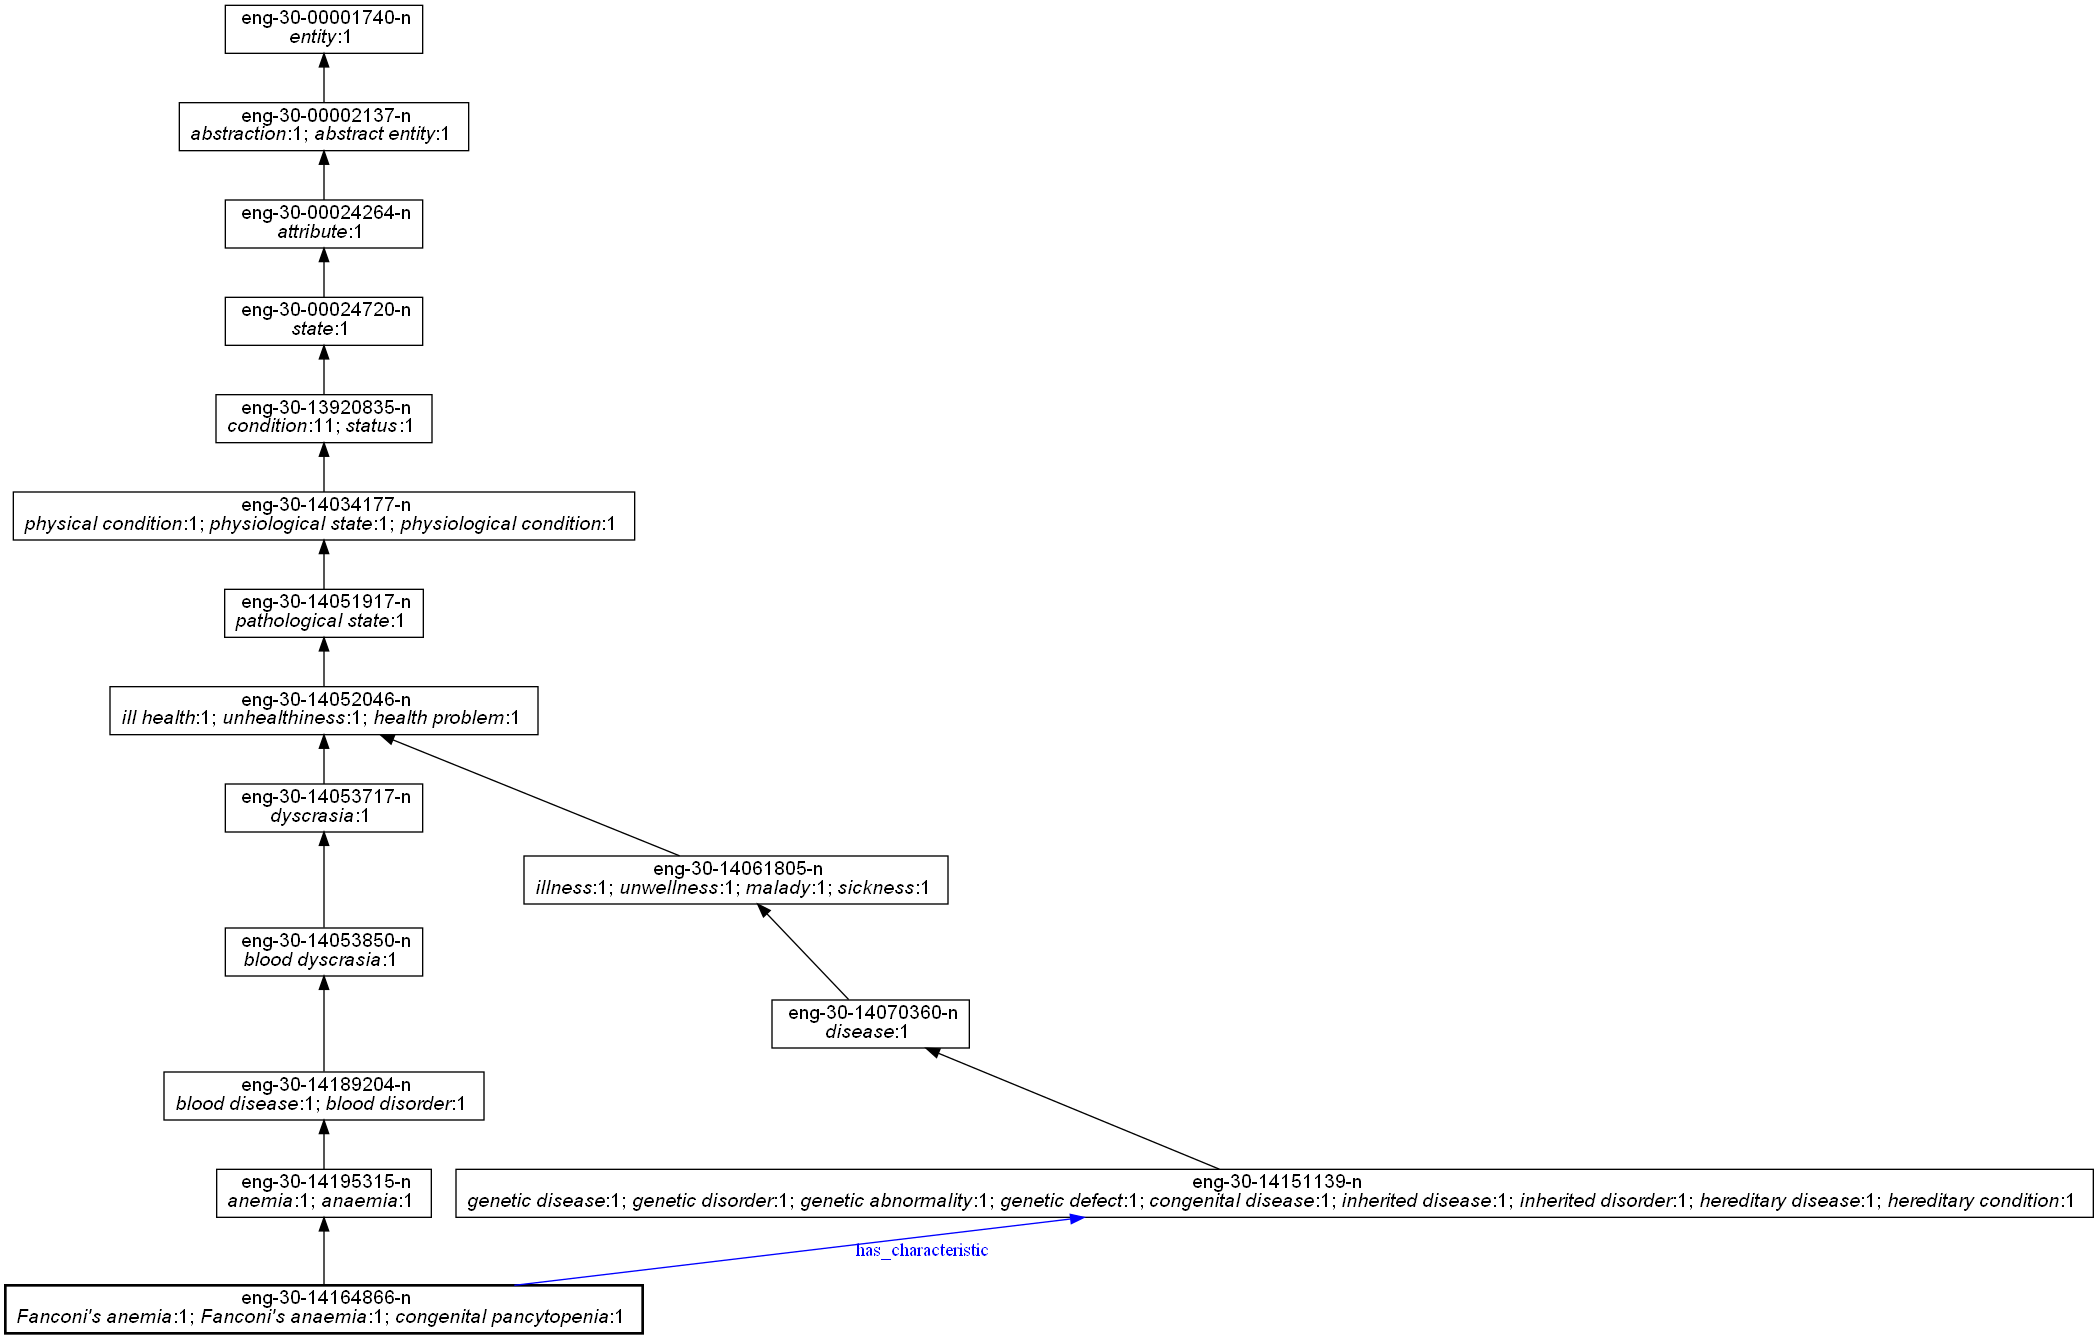 eng-30-00001740-n
entity:1
eng-30-00002137-n
abstraction:1; abstract entity:1
eng-30-00024264-n
attribute:1
eng-30-00024720-n
state:1
eng-30-13920835-n
condition:11; status:1
eng-30-14034177-n
physical condition:1; physiological state:1; physiological condition:1
eng-30-14051917-n
pathological state:1
eng-30-14052046-n
ill health:1; unhealthiness:1; health problem:1
eng-30-14053717-n
dyscrasia:1
eng-30-14061805-n
illness:1; unwellness:1; malady:1; sickness:1
eng-30-14053850-n
blood dyscrasia:1
eng-30-14070360-n
disease:1
eng-30-14189204-n
blood disease:1; blood disorder:1
eng-30-14195315-n
anemia:1; anaemia:1
eng-30-14151139-n
genetic disease:1; genetic disorder:1; genetic abnormality:1; genetic defect:1; congenital disease:1; inherited disease:1; inherited disorder:1; hereditary disease:1; hereditary condition:1
has_characteristic
eng-30-14164866-n
Fanconi's anemia:1; Fanconi's anaemia:1; congenital pancytopenia:1